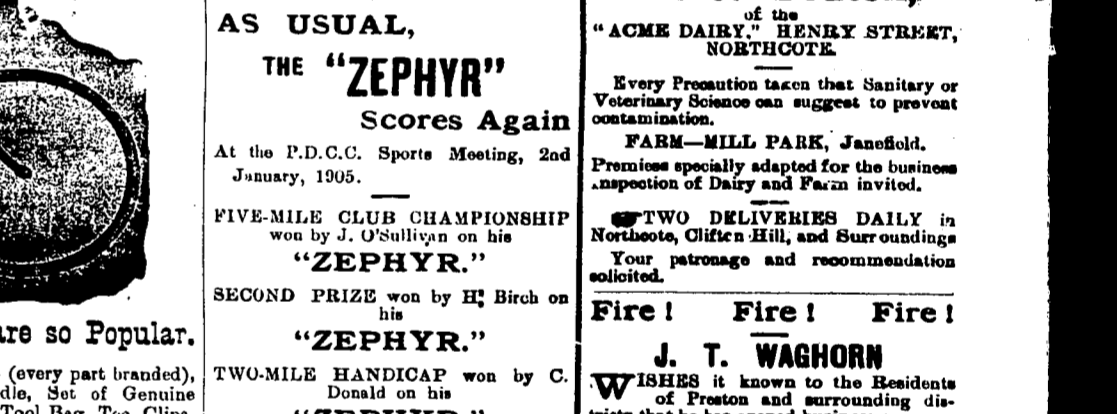 are so Popular.
(every part branded),
dle, Set of Genuine
AS USUAL,
THE "ZEPHYR"
Scores Again
At the P.D.C.C. Sports Meeting, 2nd
January, 1905.
FIVE-MILE CLUB CHAMPIONSHIP
won by J. O'Sullivan on his
"ZEPHYR."
SECOND PRIZE won by H. Birch on
his
"ZEPHYR."
TWO-MILE HANDICAP won by C.
Donald on his
of the
"ACME DAIRY," HENRY STREET,
NORTHCOTE.
Every Precaution taken that Sanitary or
Veterinary Science can suggest to prevent
contamination.
FARM—MILL PARK, Janefield.
Premises specially adapted for the business
inspection of Dairy and Farm invited.
TWO DELIVERIES DAILY in
Northcote, Clifton Hill, and Surroundings
Your patronage and recommendation
solicited.
Fire! Fire! Fire!
J. T. WAGHORN
WISHES it known to the Residents
of Preston and surrounding dis-